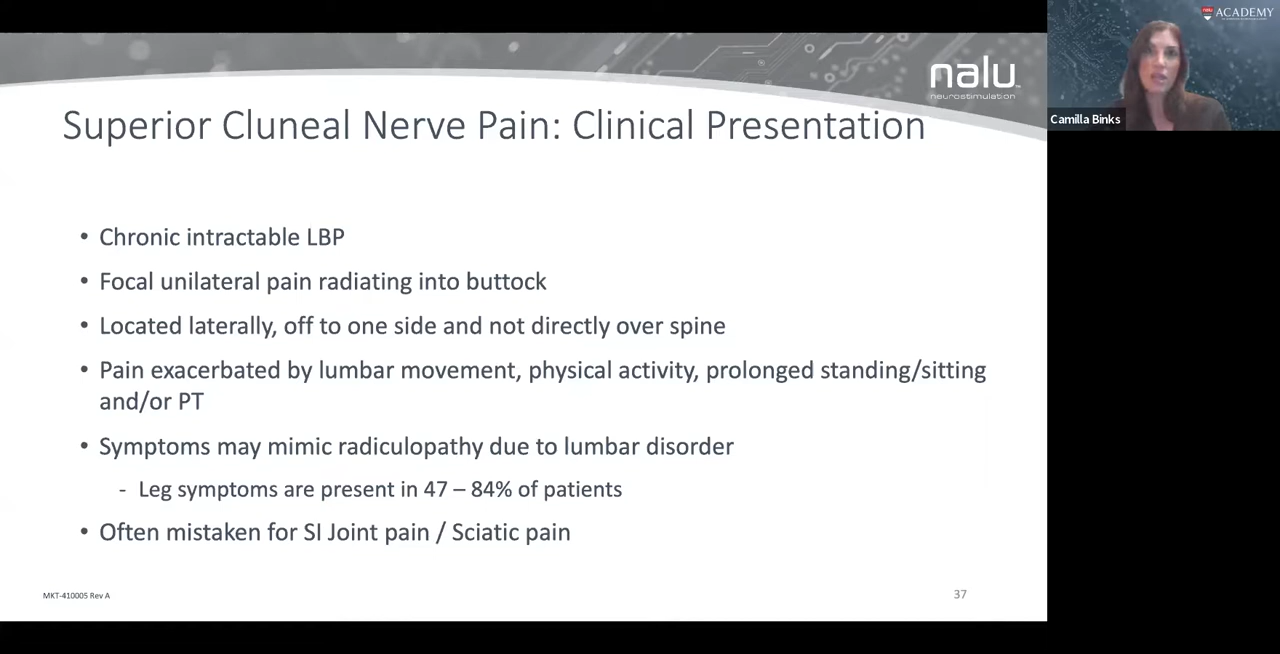 nalu
neurostimulation
nalu ACADEMY
Camilla Binks
Superior Cluneal Nerve Pain: Clinical Presentation
• Chronic intractable LBP
• Focal unilateral pain radiating into buttock
• Located laterally, off to one side and not directly over spine
• Pain exacerbated by lumbar movement, physical activity, prolonged standing/sitting
and/or PT
• Symptoms may mimic radiculopathy due to lumbar disorder
- Leg symptoms are present in 47 – 84% of patients
• Often mistaken for SI Joint pain / Sciatic pain
MKT-410005 Rev A
37